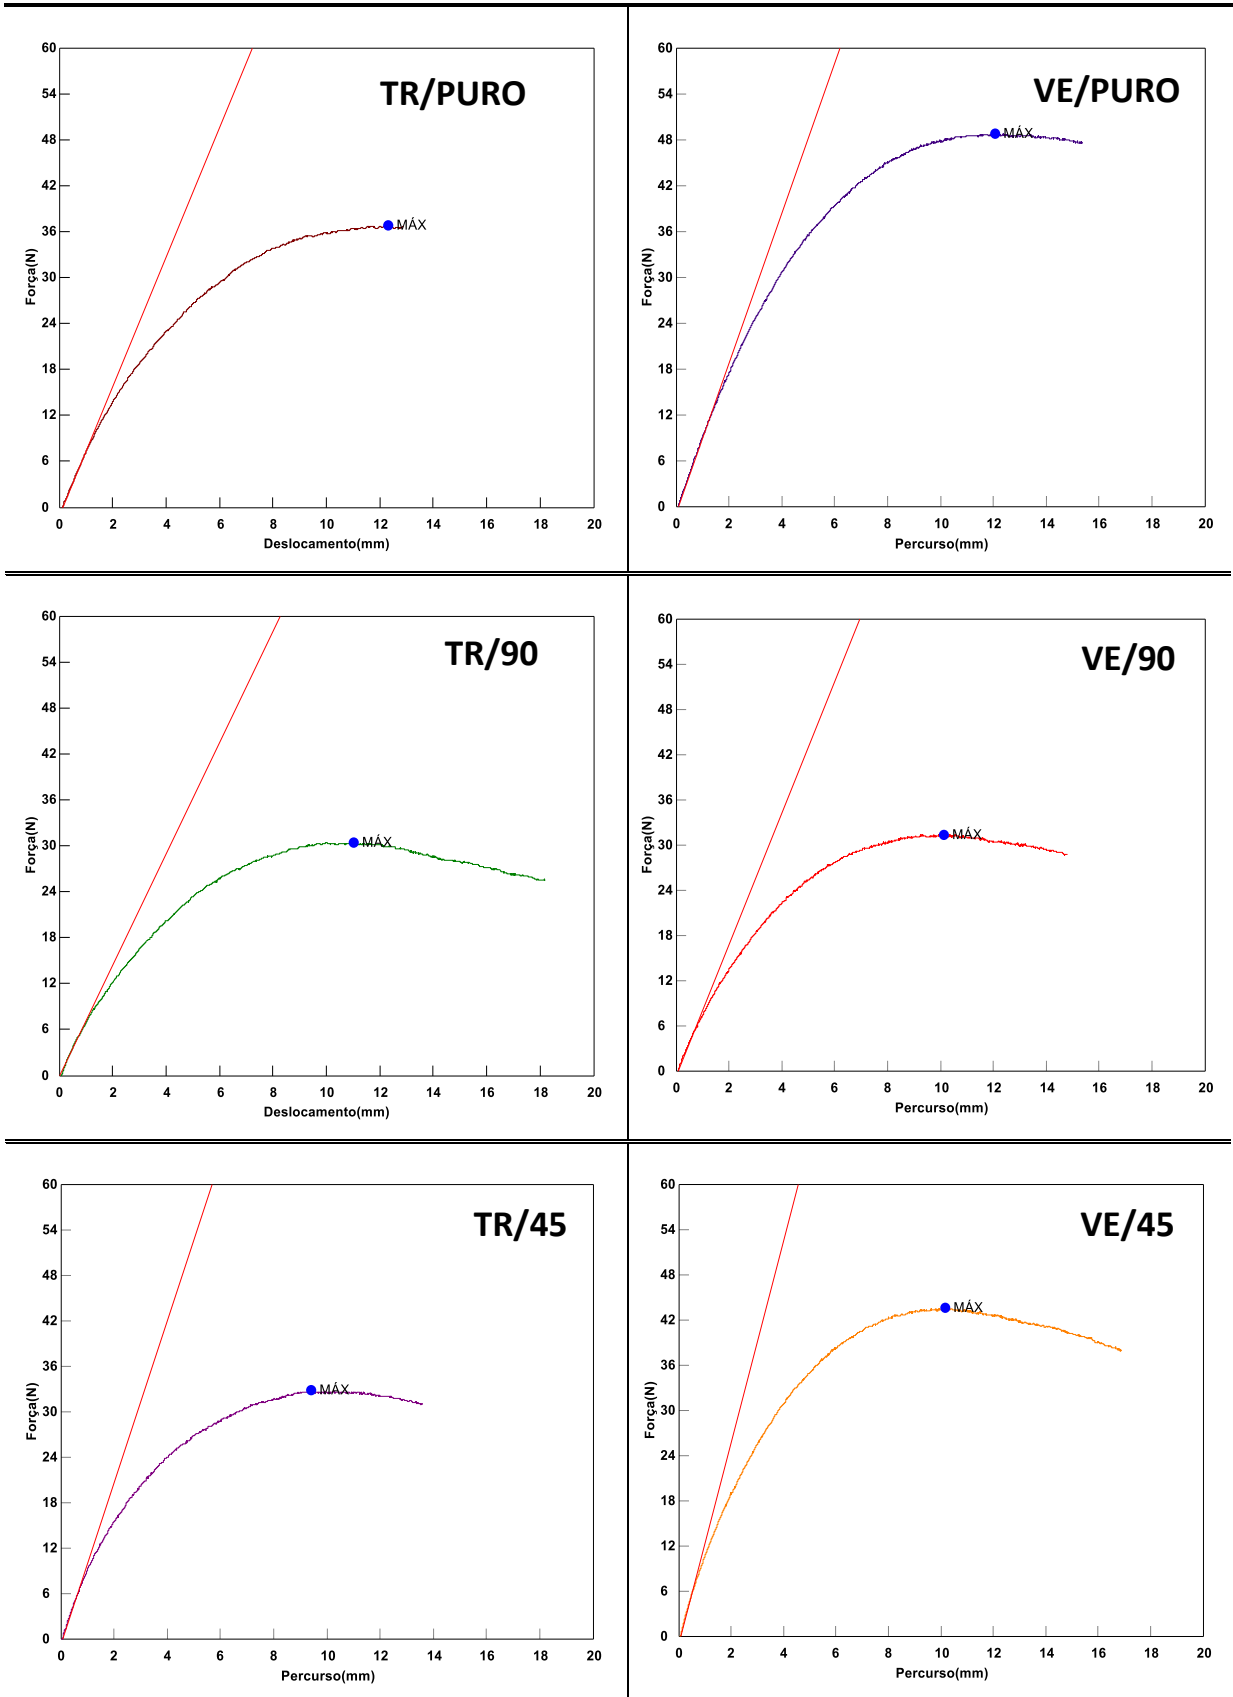 TR/PURO
60
54
48
42
36
30
24
18
12
6
0
Força(N)
MÁX
0 2 4 6 8 10 12 14 16 18 20
Deslocamento(mm)
VE/PURO
60
54
48
42
36
30
24
18
12
6
0
Força(N)
MÁX
0 2 4 6 8 10 12 14 16 18 20
Percurso(mm)
TR/90
60
54
48
42
36
30
24
18
12
6
0
Força(N)
MÁX
0 2 4 6 8 10 12 14 16 18 20
Deslocamento(mm)
VE/90
60
54
48
42
36
30
24
18
12
6
0
Força(N)
MÁX
0 2 4 6 8 10 12 14 16 18 20
Percurso(mm)
TR/45
60
54
48
42
36
30
24
18
12
6
0
Força(N)
MÁX
0 2 4 6 8 10 12 14 16 18 20
Percurso(mm)
VE/45
60
54
48
42
36
30
24
18
12
6
0
Força(N)
MÁX
0 2 4 6 8 10 12 14 16 18 20
Percurso(mm)